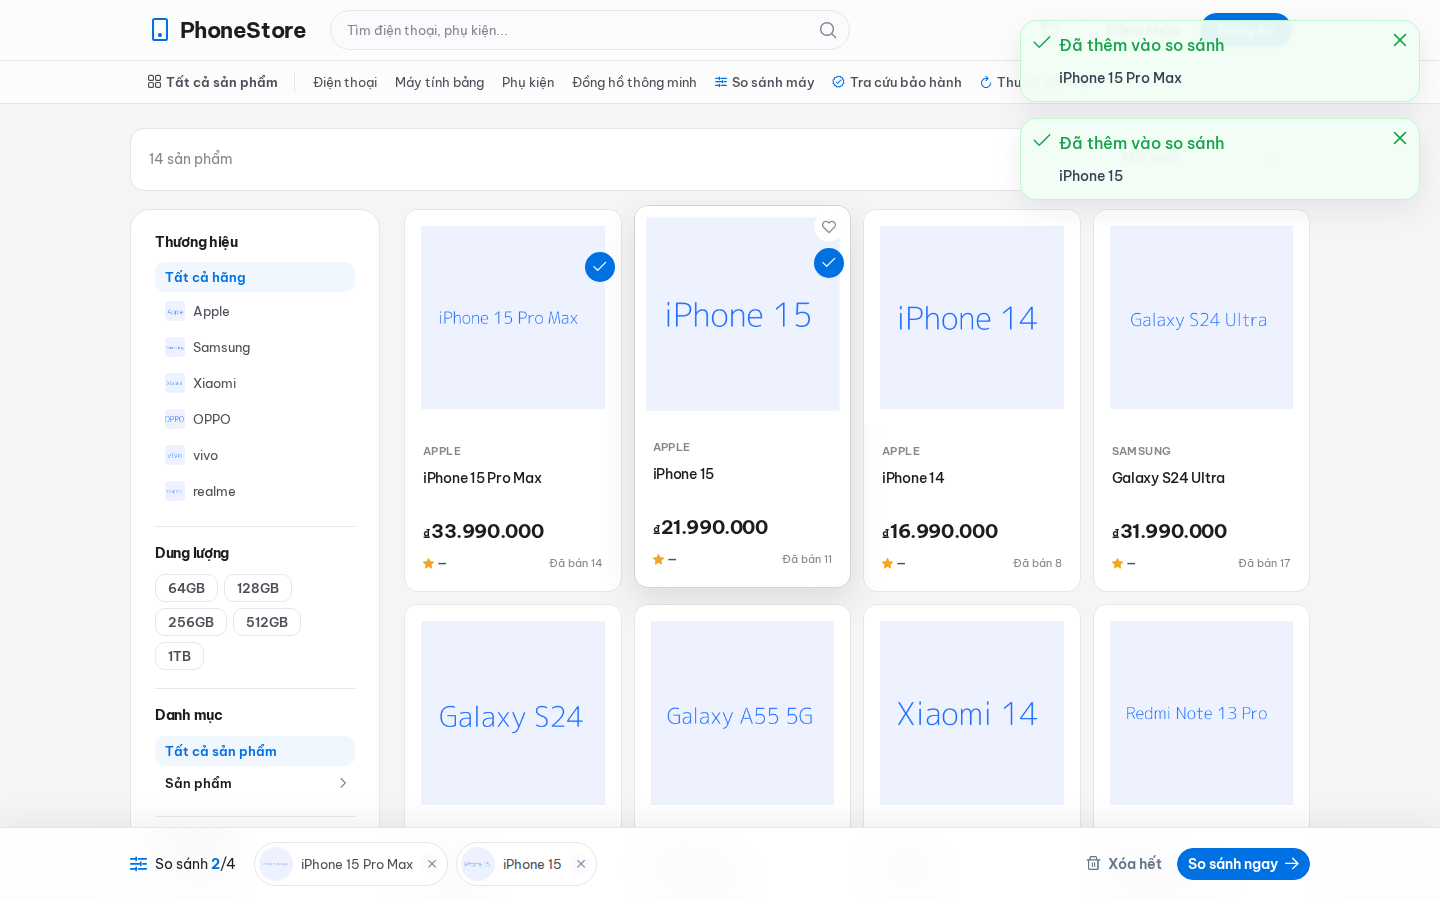 PhoneStore
Tìm điện thoại, phụ kiện...
Tất cả sản phẩm
Điện thoại
Máy tính bảng
Phụ kiện
Đồng hồ thông minh
So sánh máy
Tra cứu bảo hành
Thu
Đã thêm vào so sánh
iPhone 15 Pro Max
Đã thêm vào so sánh
iPhone 15
14 sản phẩm
Thương hiệu
Tất cả hãng
Apple
Samsung
Xiaomi
OPPO
OPPO
vivo
vivo
realme
Dung lượng
64GB
128GB
256GB
512GB
1TB
Danh mục
Tất cả sản phẩm
Sản phẩm
iPhone 15 Pro Max
APPLE
iPhone 15 Pro Max
₫33.990.000
–
Đã bán 14
iPhone 15
APPLE
iPhone 15
₫21.990.000
–
Đã bán 11
iPhone 14
APPLE
iPhone 14
₫16.990.000
–
Đã bán 8
Galaxy S24 Ultra
SAMSUNG
Galaxy S24 Ultra
₫31.990.000
–
Đã bán 17
Galaxy S24
Galaxy A55 5G
Xiaomi 14
Redmi Note 13 Pro
So sánh 2/4
iPhone 15 Pro Max
iPhone 15
Xóa hết
So sánh ngay